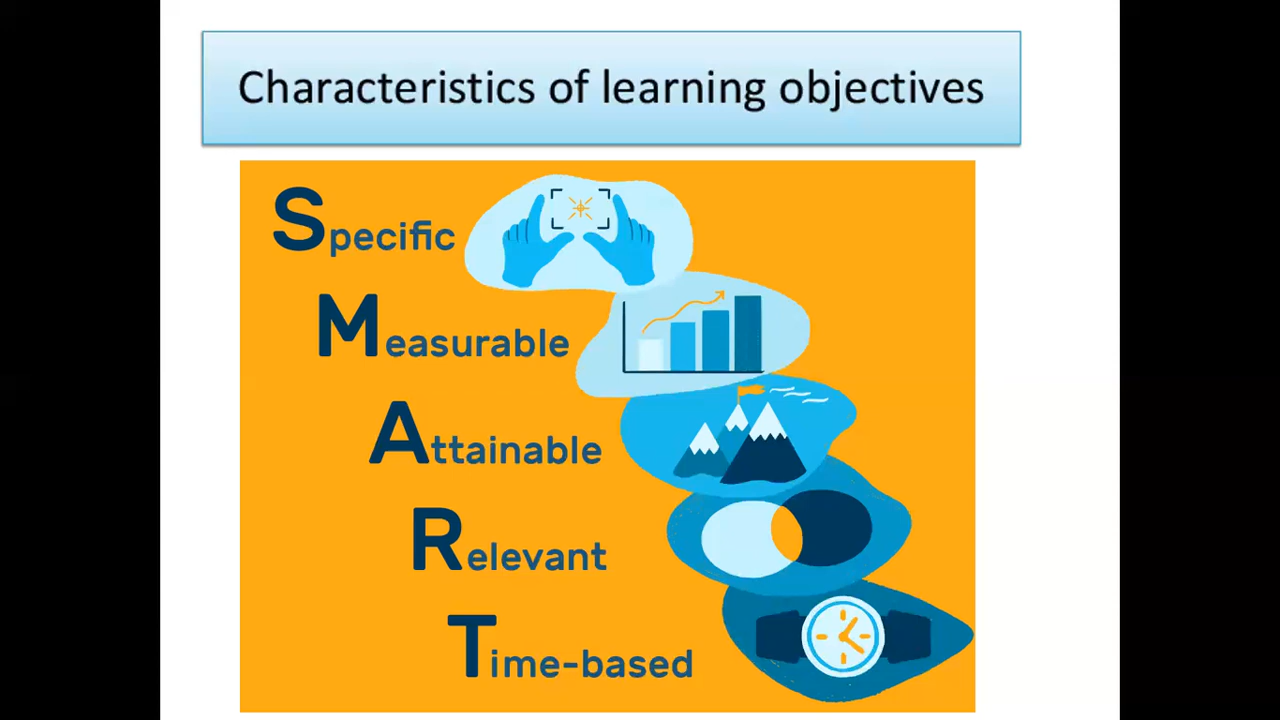 Characteristics of learning objectives
Specific
Measurable
Attainable
Relevant
Time-based